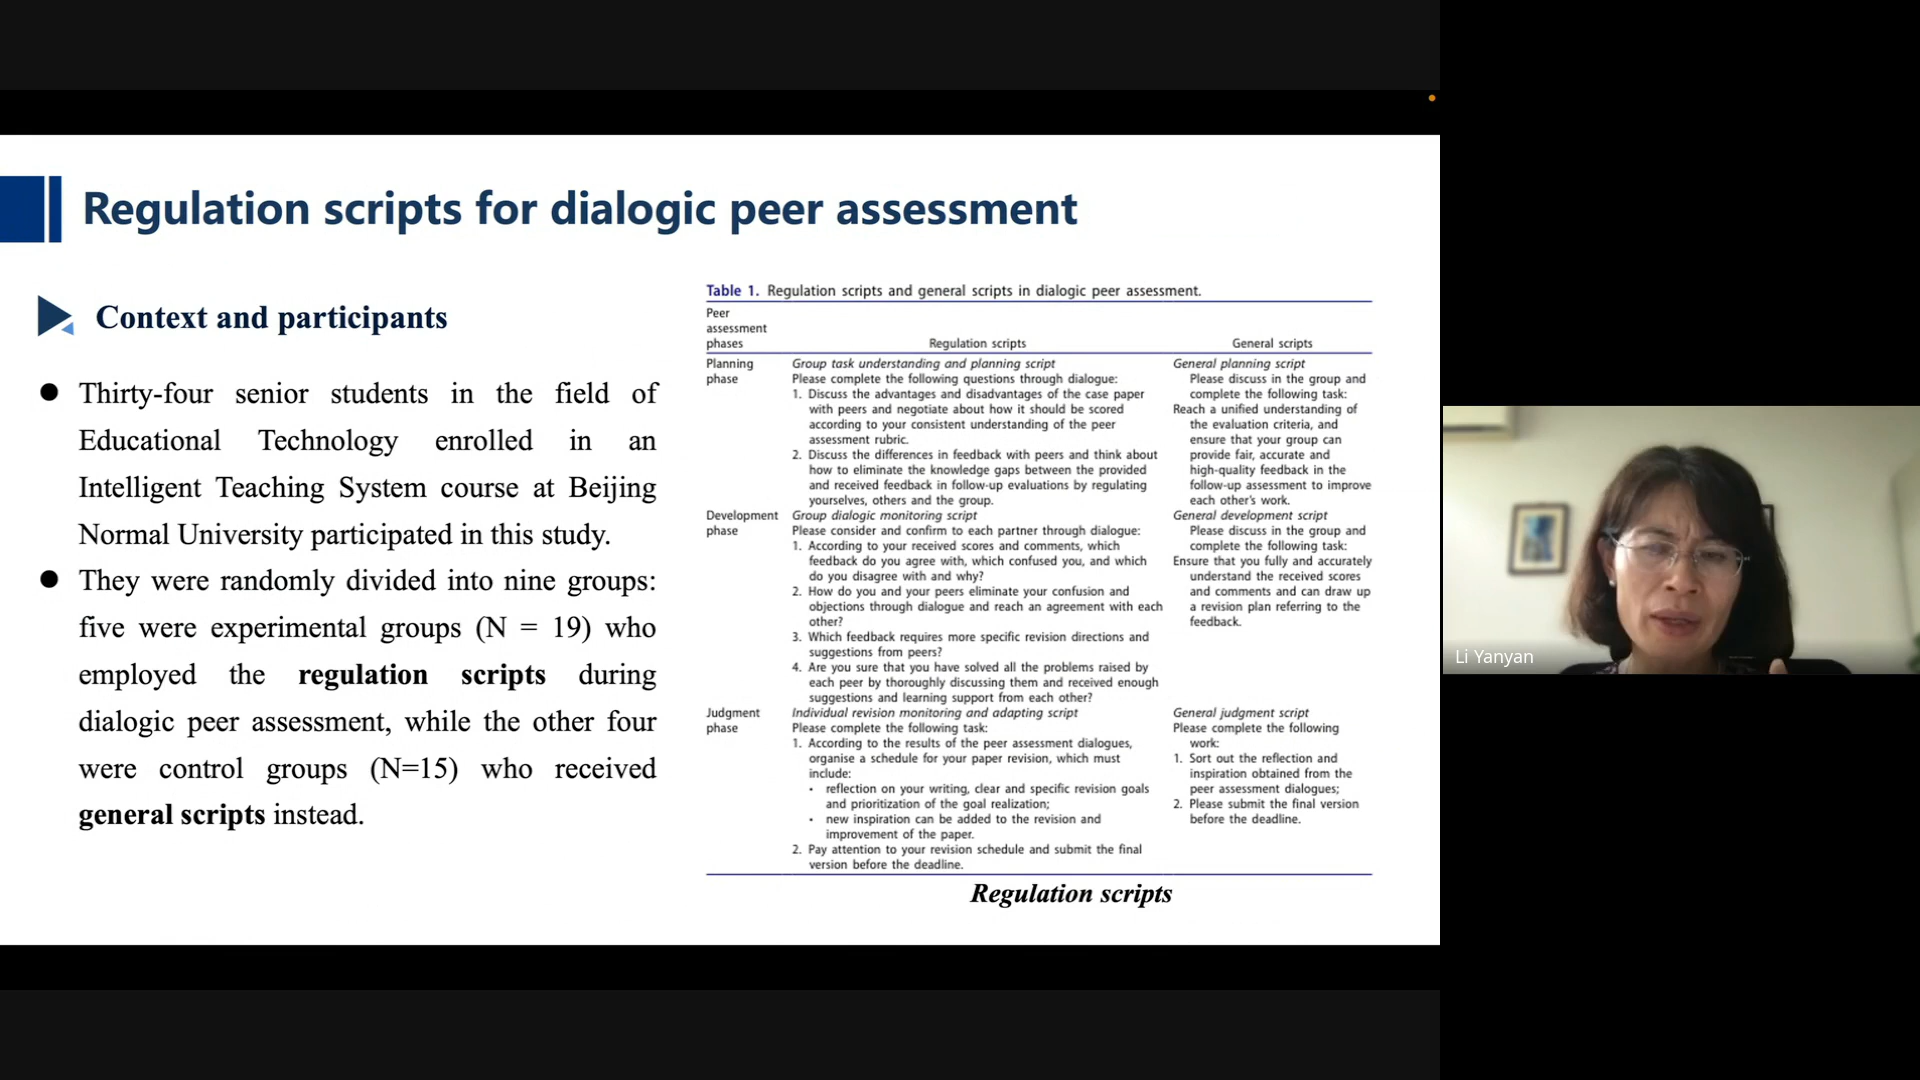 Regulation scripts for dialogic peer assessment
Context and participants
● Thirty-four senior students in the field of
Educational Technology enrolled in an
Intelligent Teaching System course at Beijing
Normal University participated in this study.
● They were randomly divided into nine groups:
five were experimental groups (N = 19) who
employed the regulation scripts during
dialogic peer assessment, while the other four
were control groups (N=15) who received
general scripts instead.
Table 1. Regulation scripts and general scripts in dialogic peer assessment.
Peer
assessment
phases
Regulation scripts
General scripts
Planning
phase
Group task understanding and planning script
Please complete the following questions through dialogue:
1. Discuss the advantages and disadvantages of the case paper
with peers and negotiate about how it should be scored
according to your consistent understanding of the peer
assessment rubric.
2. Discuss the differences in feedback with peers and think about
how to eliminate the knowledge gaps between the provided
and received feedback in follow-up evaluations by regulating
yourselves, others and the group.
General planning script
Please discuss in the group and
complete the following task:
Reach a unified understanding of
the evaluation criteria, and
ensure that your group can
provide fair, accurate and
high-quality feedback in the
follow-up assessment to improve
each other's work.
Development
phase
Group dialogic monitoring script
Please consider and confirm to each partner through dialogue:
1. According to your received scores and comments, which
feedback do you agree with, which confused you, and which
do you disagree with and why?
2. How do you and your peers eliminate your confusion and
objections through dialogue and reach an agreement with each
other?
3. Which feedback requires more specific revision directions and
suggestions from peers?
4. Are you sure that you have solved all the problems raised by
each peer by thoroughly discussing them and received enough
suggestions and learning support from each other?
General development script
Please discuss in the group and
complete the following task:
Ensure that you fully and accurately
understand the received scores
and comments and can draw up
a revision plan referring to the
feedback.
Judgment
phase
Individual revision monitoring and adapting script
Please complete the following task:
1. According to the results of the peer assessment dialogues,
organise a schedule for your paper revision, which must
include:
• reflection on your writing, clear and specific revision goals
and prioritization of the goal realization;
• new inspiration can be added to the revision and
improvement of the paper.
2. Pay attention to your revision schedule and submit the final
version before the deadline.
General judgment script
Please complete the following
work:
1. Sort out the reflection and
inspiration obtained from the
peer assessment dialogues;
2. Please submit the final version
before the deadline.
Regulation scripts
Li Yanyan